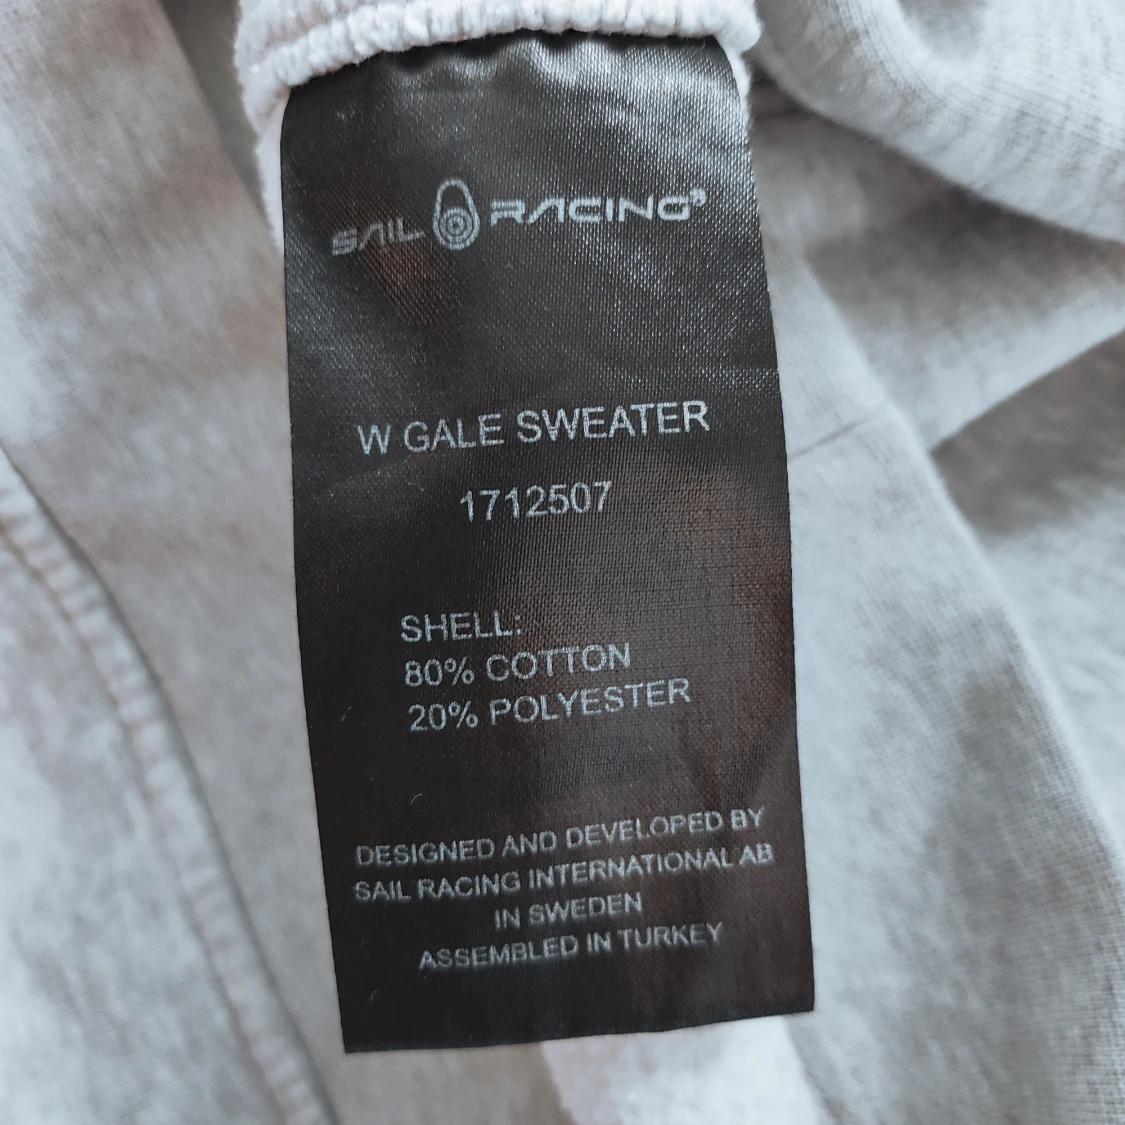 SAIL RACING®
W GALE SWEATER
1712507
SHELL:
80% COTTON
20% POLYESTER
DESIGNED AND DEVELOPED BY
SAIL RACING INTERNATIONAL AB
IN SWEDEN
ASSEMBLED IN TURKEY